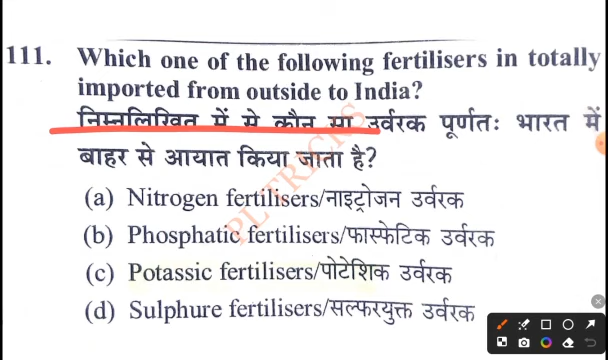 111. Which one of the following fertilisers in totally
imported from outside to India?
निम्नलिखित में से कौन सा उर्वरक पूर्णतः भारत में
बाहर से आयात किया जाता है?
(a) Nitrogen fertilisers/नाइट्रोजन उर्वरक
(b) Phosphatic fertilisers/फास्फेटिक उर्वरक
(c) Potassic fertilisers/पोटेशिक उर्वरक
(d) Sulphure fertilisers/सल्फरयुक्त उर्वरक
PL TRICKS